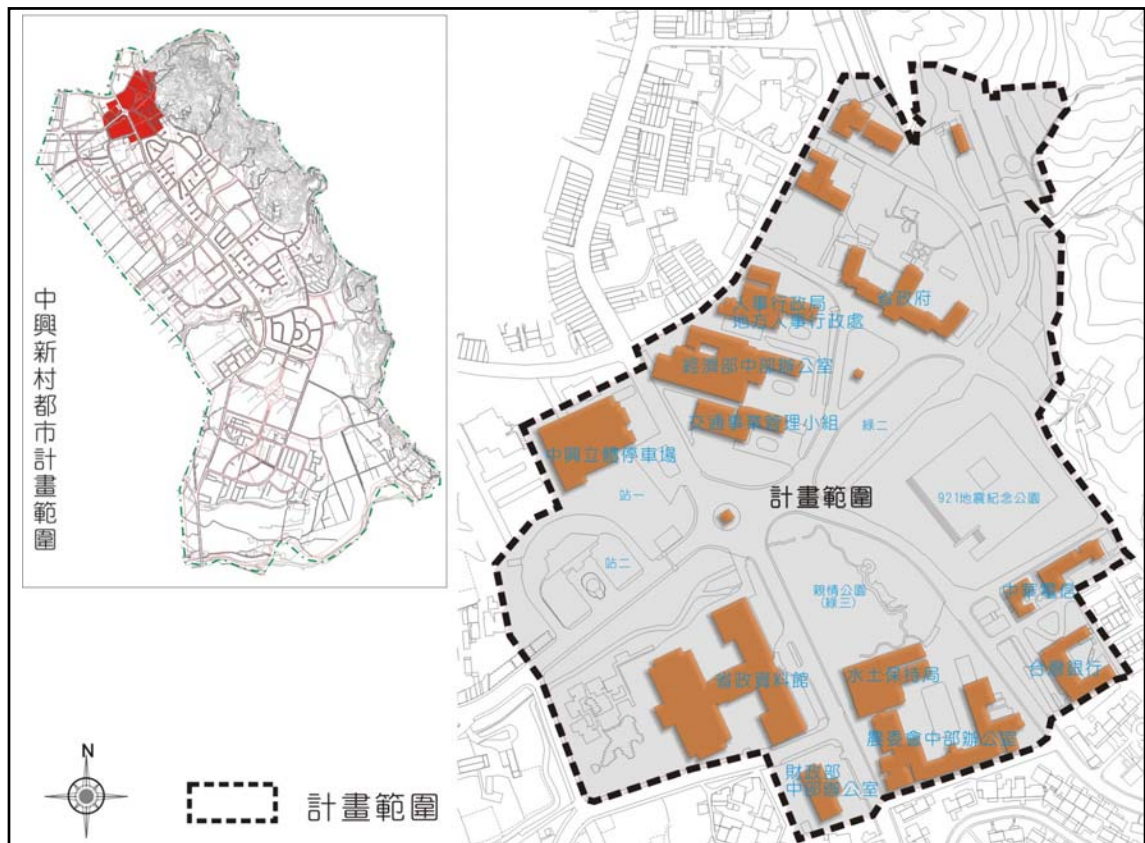 中興新村都市計畫範圍
人事行政局
地方人事行政處
省政府
經濟部中部辦公室
交通事業管理小組
綠二
中興立體停車場
計畫範圍
站一
921地震紀念公園
站二
親情公園
(綠三)
中華電信
省政資料館
水土保持局
台灣銀行
農委會中部辦公室
財政部
中部辦公室
N
計畫範圍